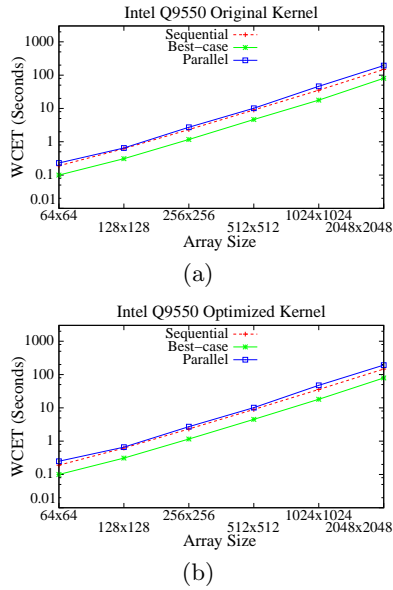 Intel Q9550 Original Kernel
Sequential
Best-case
Parallel
1000
100
10
1
0.1
0.01
WCET (Seconds)
64x64
128x128
256x256
512x512
1024x1024
2048x2048
Array Size
(a)
Intel Q9550 Optimized Kernel
Sequential
Best-case
Parallel
1000
100
10
1
0.1
0.01
WCET (Seconds)
64x64
128x128
256x256
512x512
1024x1024
2048x2048
Array Size
(b)